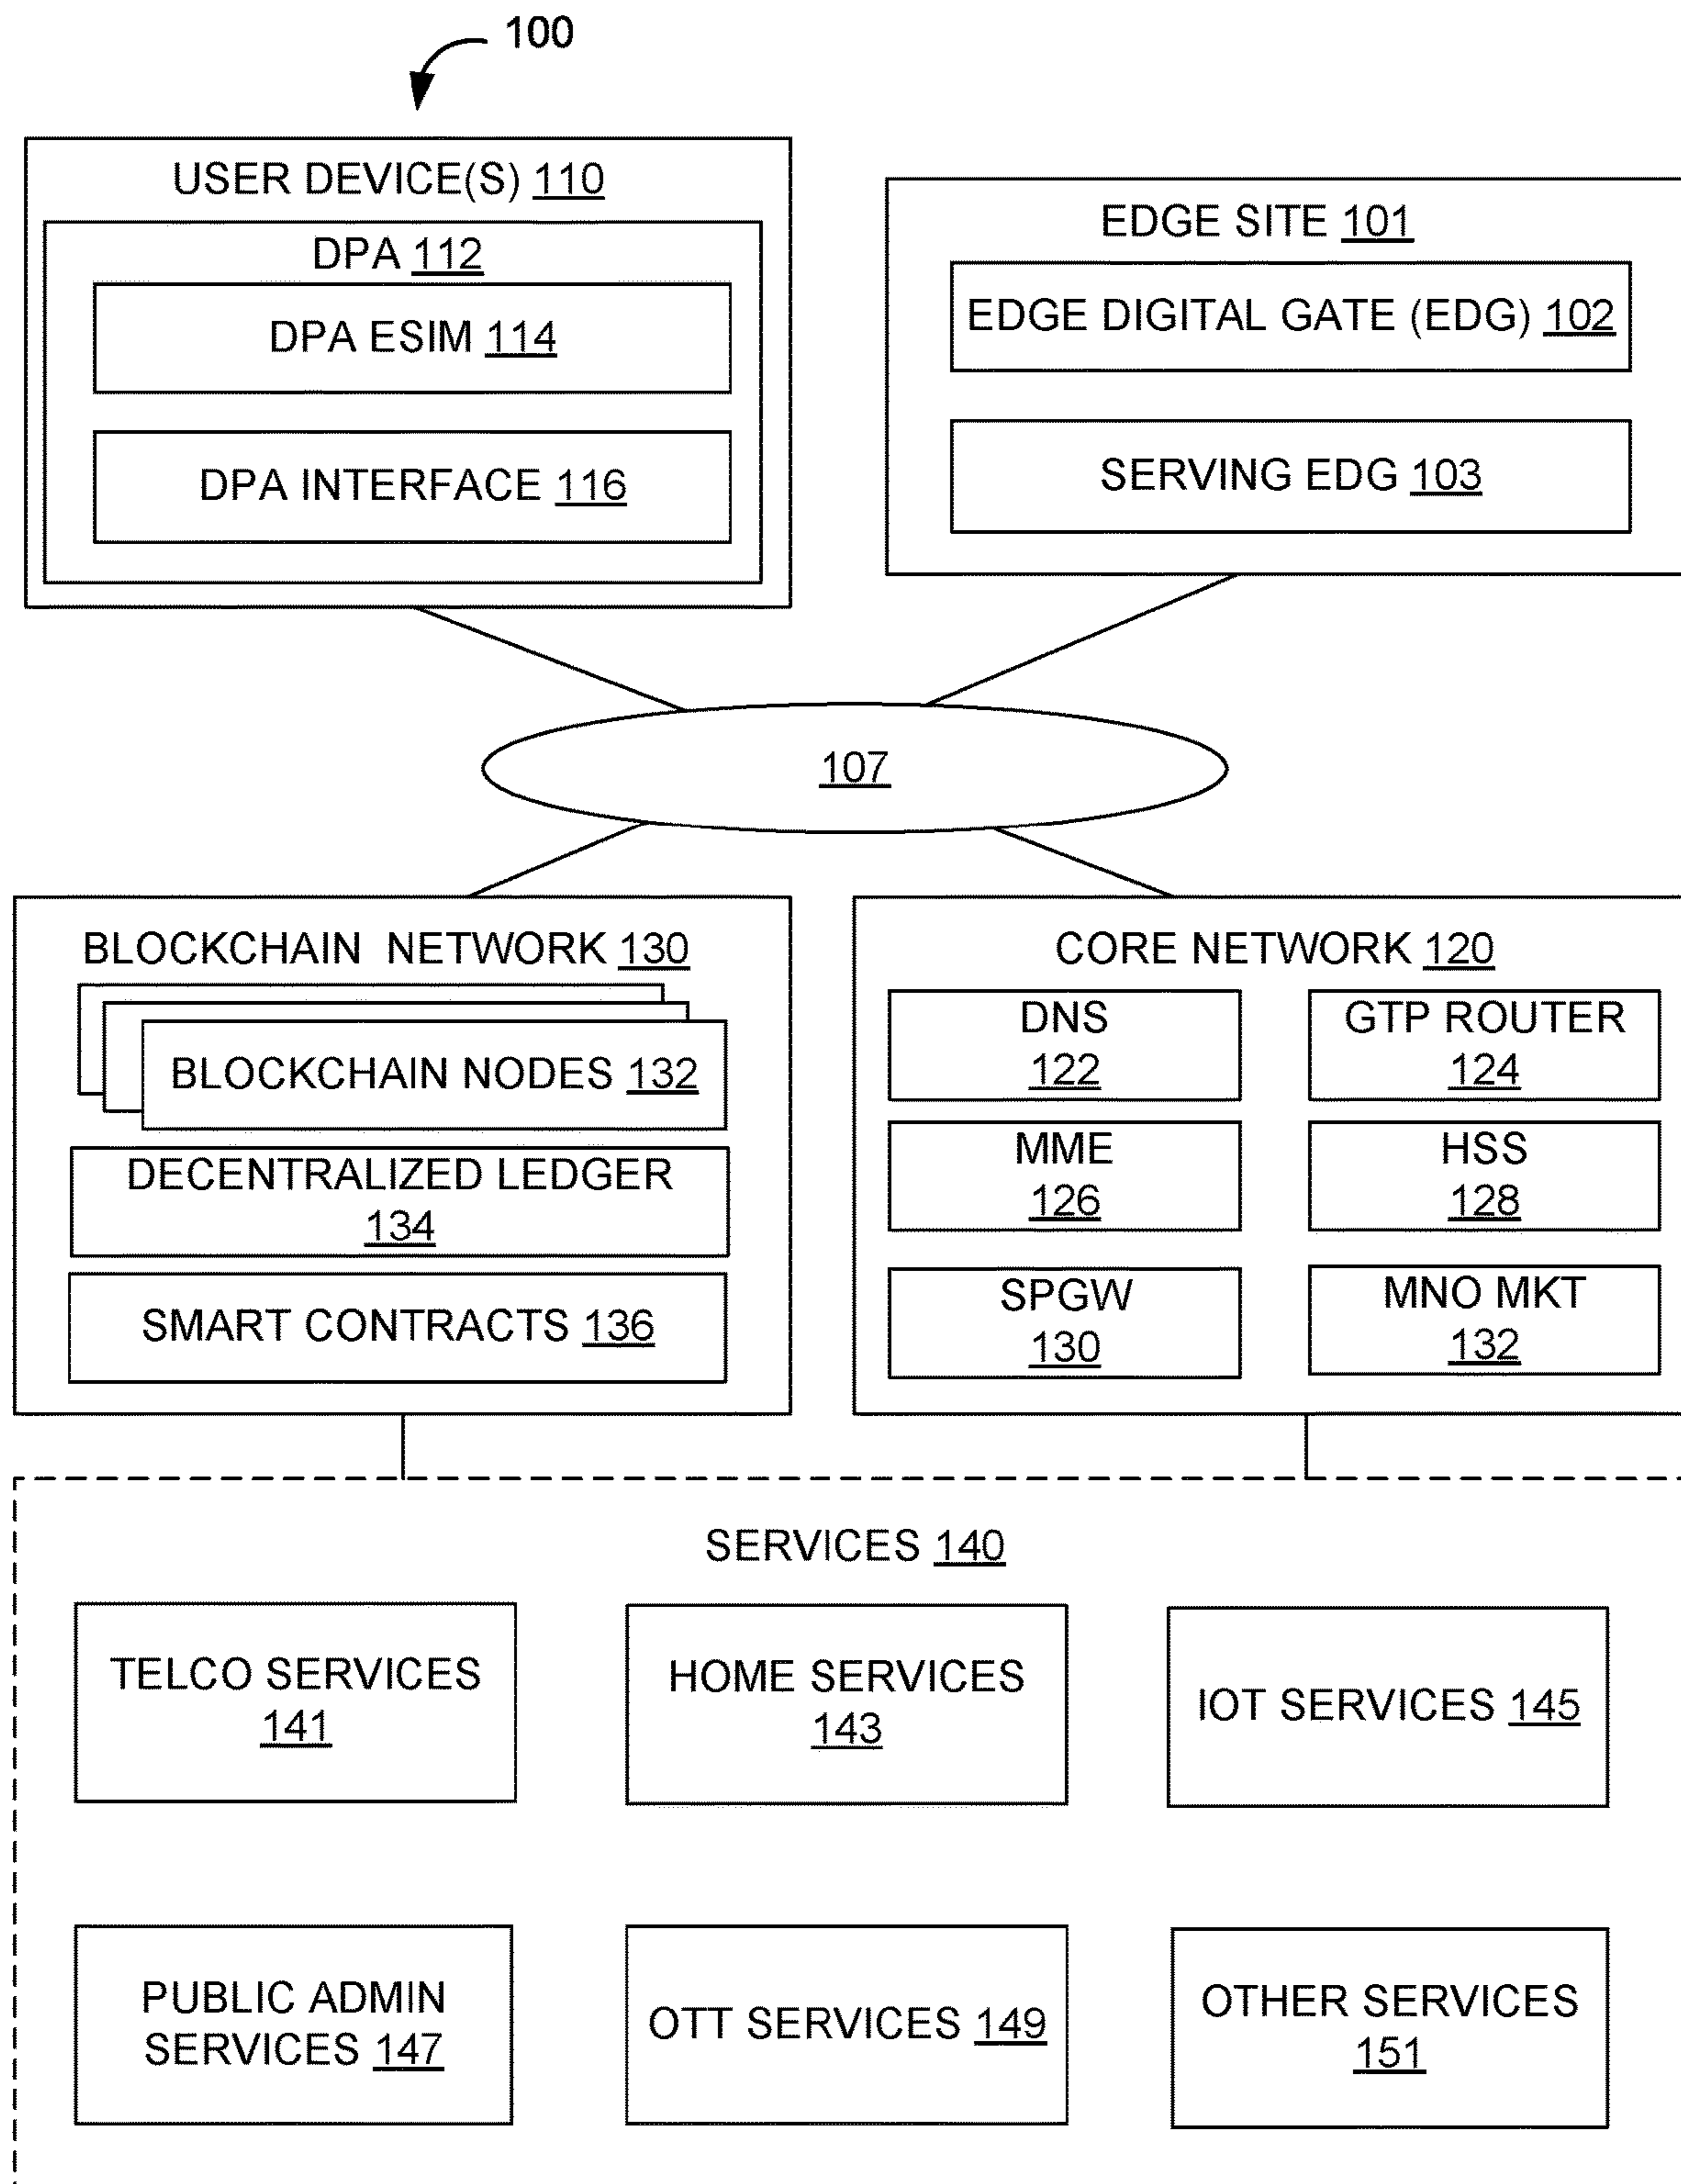 100
USER DEVICE(S) 110
DPA 112
DPA ESIM 114
DPA INTERFACE 116
EDGE SITE 101
EDGE DIGITAL GATE (EDG) 102
SERVING EDG 103
107
BLOCKCHAIN NETWORK 130
BLOCKCHAIN NODES 132
DECENTRALIZED LEDGER
134
SMART CONTRACTS 136
CORE NETWORK 120
DNS
122
GTP ROUTER
124
MME
126
HSS
128
SPGW
130
MNO MKT
132
SERVICES 140
TELCO SERVICES
141
HOME SERVICES
143
IOT SERVICES 145
PUBLIC ADMIN
SERVICES 147
OTT SERVICES 149
OTHER SERVICES
151